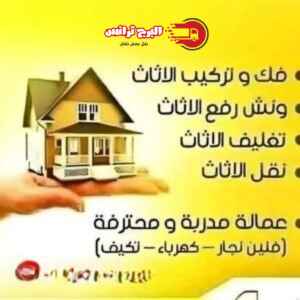 البرج ترانس
فك و تركيب الاثاث
ونش رفع الاثاث
تغليف الاثاث
نقل الاثاث
عمالة مدربة و محترفة
(فنين نجار – كهرباء – تكيف)